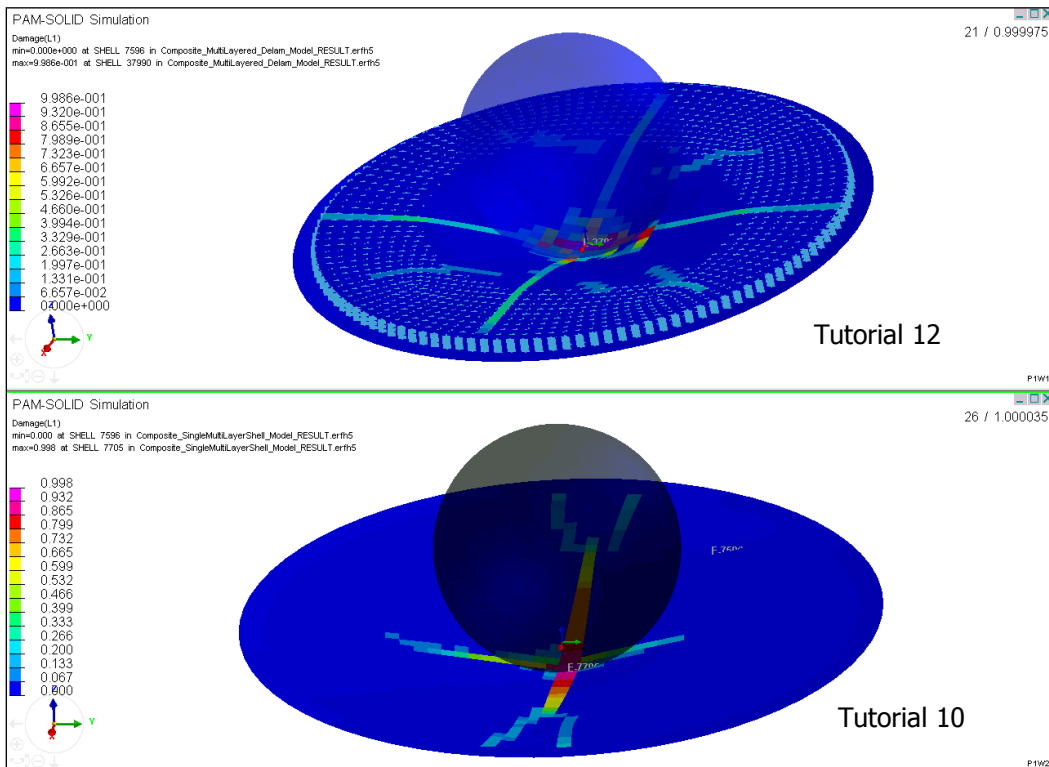 PAM-SOLID Simulation
21 / 0.999975
Damage(L1)
min=0.000e+000 at SHELL 7596 in Composite_MultiLayered_Delam_Model_RESULT.erfh5
max=9.986e-001 at SHELL 37990 in Composite_MultiLayered_Delam_Model_RESULT.erfh5
9.986e-001
9.320e-001
8.655e-001
7.989e-001
7.323e-001
6.657e-001
5.992e-001
5.326e-001
4.660e-001
3.994e-001
3.329e-001
2.663e-001
1.997e-001
1.331e-001
6.657e-002
0.000e+000
Z
Y
X
Tutorial 12
P1W1
PAM-SOLID Simulation
26 / 1.000035
Damage(L1)
min=0.000 at SHELL 7596 in Composite_SingleMultiLayerShell_Model_RESULT.erfh5
max=0.998 at SHELL 7705 in Composite_SingleMultiLayerShell_Model_RESULT.erfh5
0.998
0.932
0.865
0.799
0.732
0.665
0.599
0.532
0.466
0.399
0.333
0.266
0.200
0.133
0.067
0.000
Y
Tutorial 10
P1W2